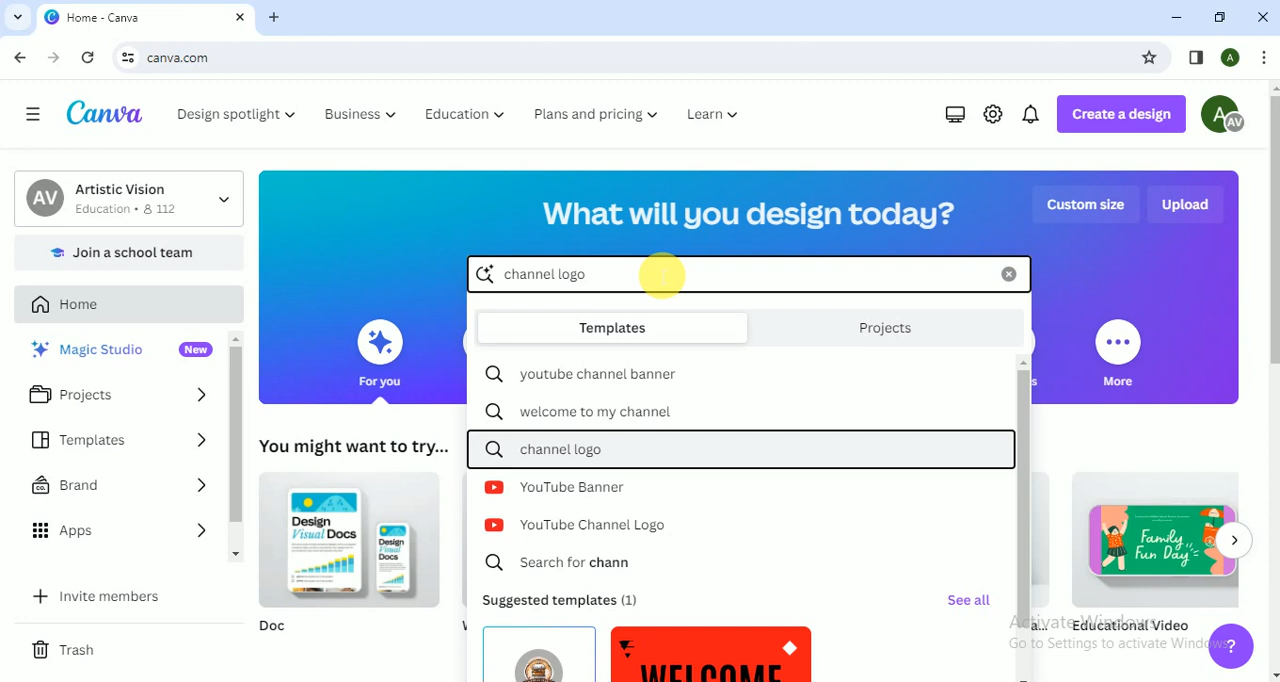 Home - Canva
canva.com
A
Canva
Design spotlight
Business
Education
Plans and pricing
Learn
Create a design
A
AV
AV
Artistic Vision
Education • 112
Join a school team
Home
Magic Studio
New
Projects
Templates
Brand
Apps
Invite members
Trash
What will you design today?
Custom size
Upload
channel logo
Templates
Projects
youtube channel banner
welcome to my channel
channel logo
YouTube Banner
YouTube Channel Logo
Search for chann
Suggested templates (1)
See all
WELCOME
For you
More
You might want to try...
Design
Visual Docs
Design
Visual
Docs
Doc
Family
Fun Day
Educational Video
Activate Windows
Go to Settings to activate Windows.
?